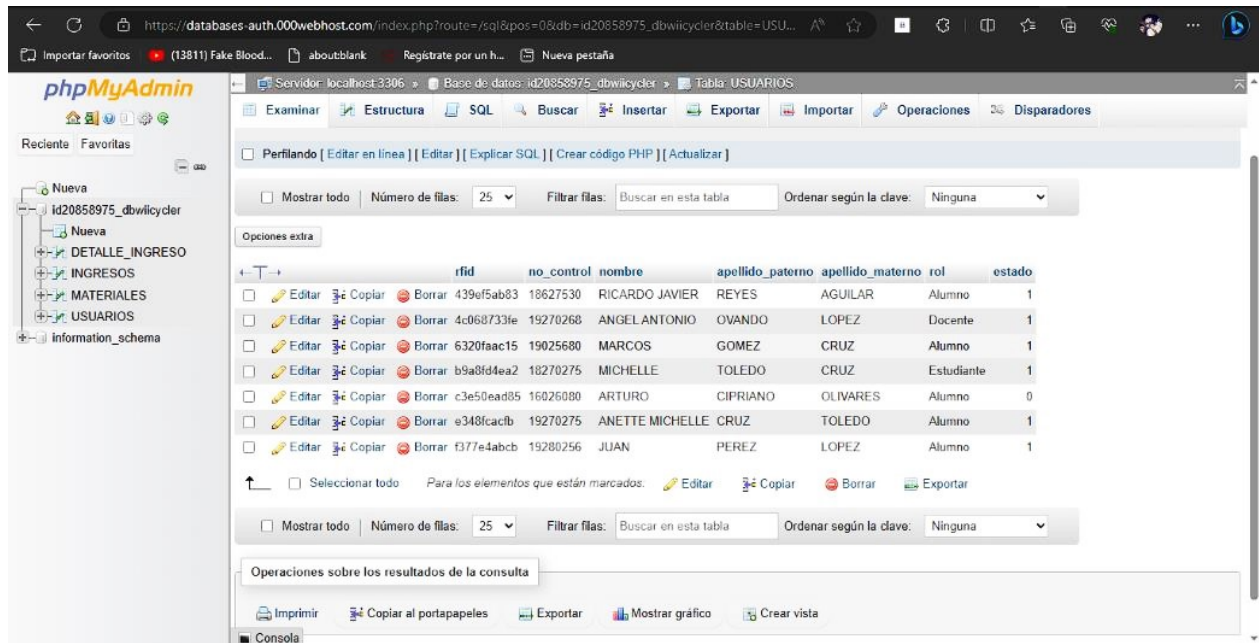 https://databases-auth.000webhost.com/index.php?route=/sql&pos=0&db=id20858975_dbwiicycler&table=USU...
Importar favoritos (13811) Fake Blood... about:blank Regístrate por un h... Nueva pestaña
phpMyAdmin
Reciente Favoritas
Nueva
id20858975_dbwiicycler
Nueva
DETALLE_INGRESO
INGRESOS
MATERIALES
USUARIOS
information_schema
Servidor: localhost:3306 » Base de datos: id20858975_dbwiicycler » Tabla: USUARIOS
Examinar Estructura SQL Buscar Insertar Exportar Importar Operaciones Disparadores
Perfilando [ Editar en línea ] [ Editar ] [ Explicar SQL ] [ Crear código PHP ] [ Actualizar ]
Mostrar todo | Número de filas: 25 Filtrar filas: Buscar en esta tabla Ordenar según la clave: Ninguna
Opciones extra
rfid no_control nombre apellido_paterno apellido_materno rol estado
Editar Copiar Borrar 439ef5ab83 18627530 RICARDO JAVIER REYES AGUILAR Alumno 1
Editar Copiar Borrar 4c068733fe 19270268 ANGEL ANTONIO OVANDO LOPEZ Docente 1
Editar Copiar Borrar 6320faac15 19025680 MARCOS GOMEZ CRUZ Alumno 1
Editar Copiar Borrar b9a8fd4ea2 18270275 MICHELLE TOLEDO CRUZ Estudiante 1
Editar Copiar Borrar c3e50ead85 16026080 ARTURO CIPRIANO OLIVARES Alumno 0
Editar Copiar Borrar e348fcacfb 19270275 ANETTE MICHELLE CRUZ TOLEDO Alumno 1
Editar Copiar Borrar f377e4abcb 19280256 JUAN PEREZ LOPEZ Alumno 1
Seleccionar todo Para los elementos que están marcados: Editar Copiar Borrar Exportar
Mostrar todo | Número de filas: 25 Filtrar filas: Buscar en esta tabla Ordenar según la clave: Ninguna
Operaciones sobre los resultados de la consulta
Imprimir Copiar al portapapeles Exportar Mostrar gráfico Crear vista
Consola